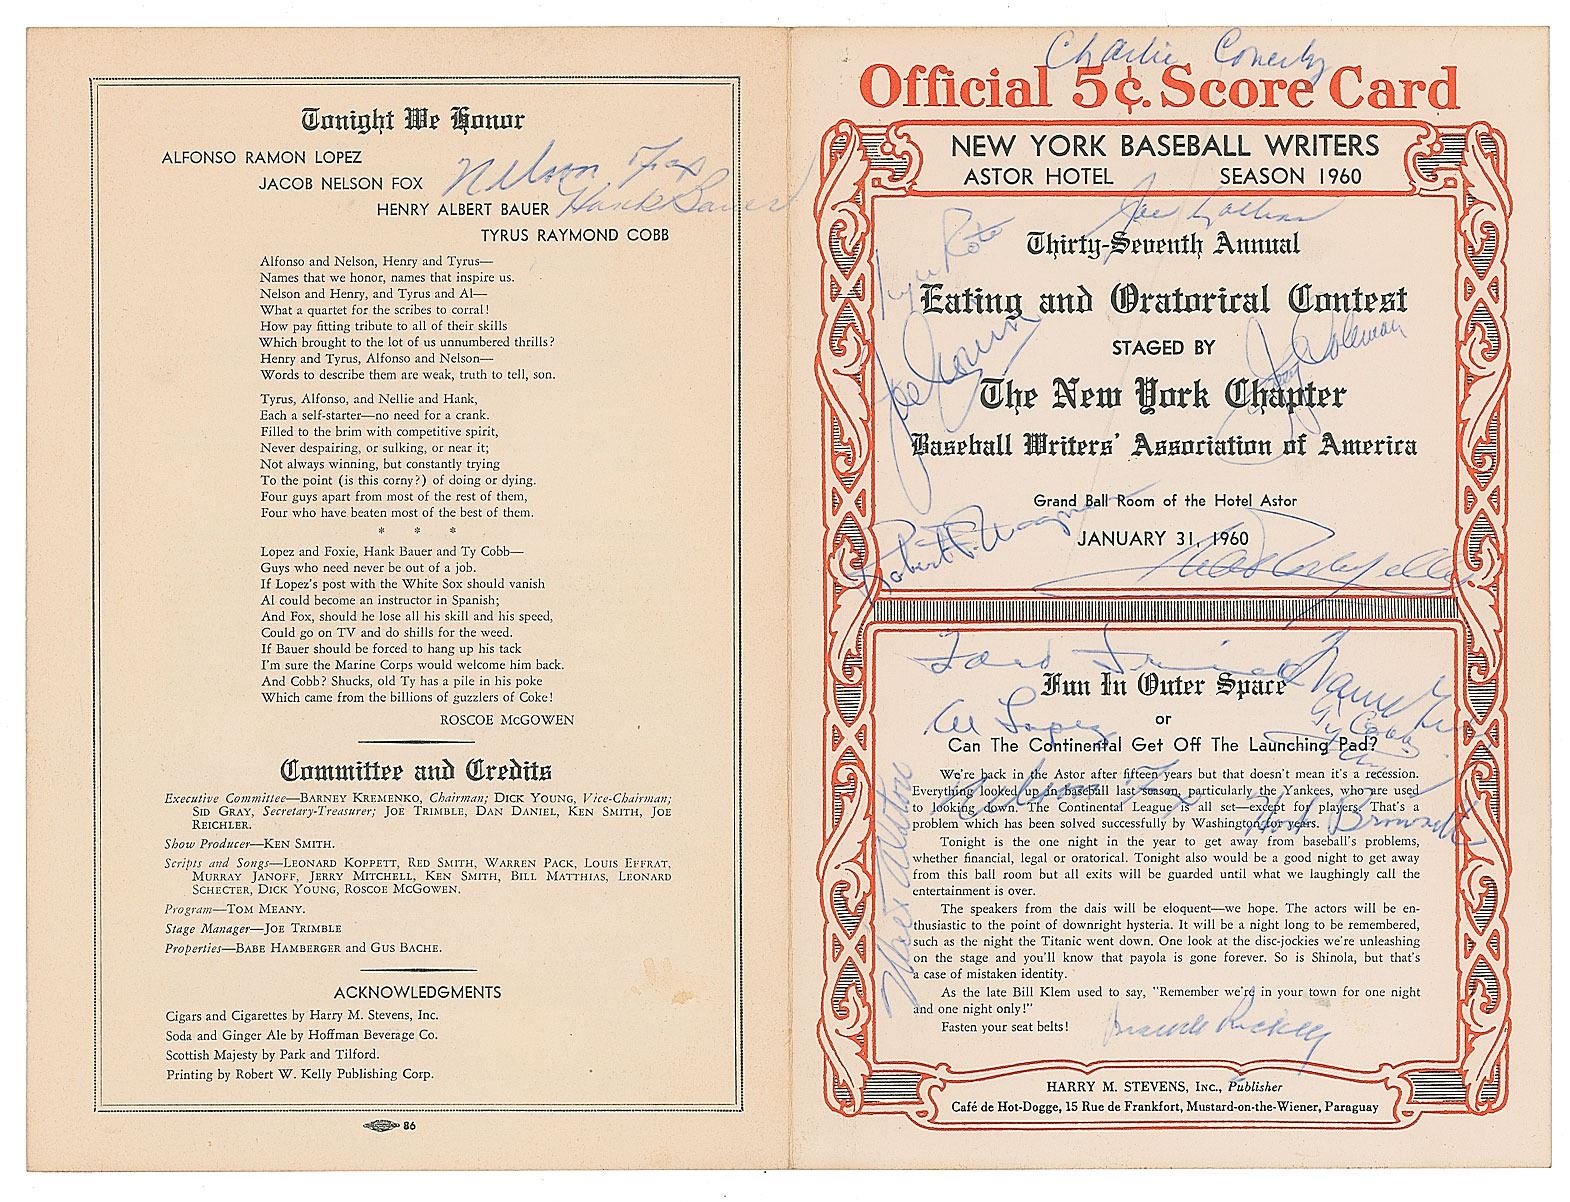 Tonight We Honor
ALFONSO RAMON LOPEZ
JACOB NELSON FOX Nelson Fox
HENRY ALBERT BAUER Hank Bauer
TYRUS RAYMOND COBB
Alfonso and Nelson, Henry and Tyrus—
Names that we honor, names that inspire us.
Nelson and Henry, and Tyrus and Al—
What a quartet for the scribes to corral!
How pay fitting tribute to all of their skills
Which brought to the lot of us unnumbered thrills?
Henry and Tyrus, Alfonso and Nelson—
Words to describe them are weak, truth to tell, son.
Tyrus, Alfonso, and Nellie and Hank,
Each a self-starter—no need for a crank.
Filled to the brim with competitive spirit,
Never despairing, or sulking, or near it;
Not always winning, but constantly trying
To the point (is this corny?) of doing or dying.
Four guys apart from most of the rest of them,
Four who have beaten most of the best of them.
* * *
Lopez and Foxie, Hank Bauer and Ty Cobb—
Guys who need never be out of a job.
If Lopez's post with the White Sox should vanish
Al could become an instructor in Spanish;
And Fox, should he lose all his skill and his speed,
Could go on TV and do shills for the weed.
If Bauer should be forced to hang up his tack
I'm sure the Marine Corps would welcome him back.
And Cobb? Shucks, old Ty has a pile in his poke
Which came from the billions of guzzlers of Coke!
ROSCOE McGOWEN
Committee and Credits
Executive Committee—BARNEY KREMENKO, Chairman; DICK YOUNG, Vice-Chairman;
SID GRAY, Secretary-Treasurer; JOE TRIMBLE, DAN DANIEL, KEN SMITH, JOE
REICHLER.
Show Producer—KEN SMITH.
Scripts and Songs—LEONARD KOPPETT, RED SMITH, WARREN PACK, LOUIS EFFRAT,
MURRAY JANOFF, JERRY MITCHELL, KEN SMITH, BILL MATTHIAS, LEONARD
SCHECTER, DICK YOUNG, ROSCOE McGOWEN.
Program—TOM MEANY.
Stage Manager—JOE TRIMBLE
Properties—BABE HAMBERGER and GUS BACHE.
ACKNOWLEDGMENTS
Cigars and Cigarettes by Harry M. Stevens, Inc.
Soda and Ginger Ale by Hoffman Beverage Co.
Scottish Majesty by Park and Tilford.
Printing by Robert W. Kelly Publishing Corp.
86
Charlie Conerly
Official 5¢. Score Card
NEW YORK BASEBALL WRITERS
ASTOR HOTEL SEASON 1960
Joe Collins
Kyle Rote
Thirty-Seventh Annual
Eating and Oratorical Contest
Joe Cronin
Jerry Coleman
STAGED BY
The New York Chapter
Baseball Writers' Association of America
Grand Ball Room of the Hotel Astor
Robert F. Wagner
JANUARY 31, 1960
Ford Frick
Fun In Outer Space
Al Lopez
or
Ty Cobb
Can The Continental Get Off The Launching Pad?
Nelson Fox
Herb Brownell
Walt Alston
We're back in the Astor after fifteen years but that doesn't mean it's a recession.
Everything looked up in baseball last season, particularly the Yankees, who are used
to looking down. The Continental League is all set—except for players. That's a
problem which has been solved successfully by Washington for years.
Tonight is the one night in the year to get away from baseball's problems,
whether financial, legal or oratorical. Tonight also would be a good night to get away
from this ball room but all exits will be guarded until what we laughingly call the
entertainment is over.
The speakers from the dais will be eloquent—we hope. The actors will be en-
thusiastic to the point of downright hysteria. It will be a night long to be remembered,
such as the night the Titanic went down. One look at the disc-jockies we're unleashing
on the stage and you'll know that payola is gone forever. So is Shinola, but that's
a case of mistaken identity.
As the late Bill Klem used to say, "Remember we're in your town for one night
and one night only!"
Fasten your seat belts!
Branch Rickey
HARRY M. STEVENS, INC., Publisher
Café de Hot-Dogge, 15 Rue de Frankfort, Mustard-on-the-Wiener, Paraguay